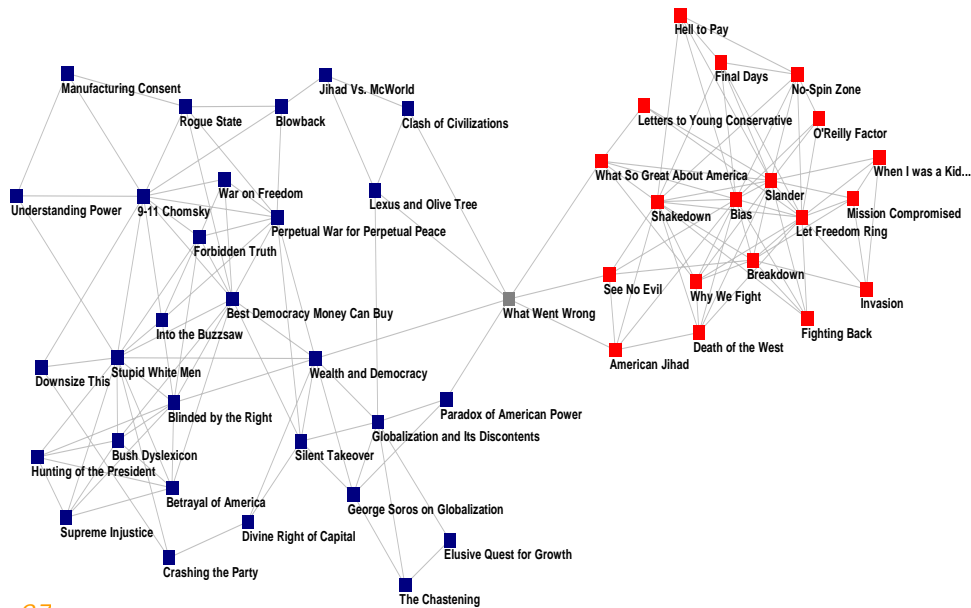 Hell to Pay
Final Days
No-Spin Zone
Manufacturing Consent
Jihad Vs. McWorld
Rogue State
Blowback
Clash of Civilizations
Letters to Young Conservative
O'Reilly Factor
What So Great About America
When I was a Kid...
Understanding Power
9-11 Chomsky
War on Freedom
Lexus and Olive Tree
Shakedown
Bias
Slander
Mission Compromised
Perpetual War for Perpetual Peace
Let Freedom Ring
Forbidden Truth
Breakdown
See No Evil
Why We Fight
Invasion
Best Democracy Money Can Buy
What Went Wrong
Into the Buzzsaw
Fighting Back
Death of the West
American Jihad
Downsize This
Stupid White Men
Wealth and Democracy
Blinded by the Right
Paradox of American Power
Globalization and Its Discontents
Bush Dyslexicon
Silent Takeover
Hunting of the President
Betrayal of America
George Soros on Globalization
Supreme Injustice
Divine Right of Capital
Elusive Quest for Growth
Crashing the Party
The Chastening